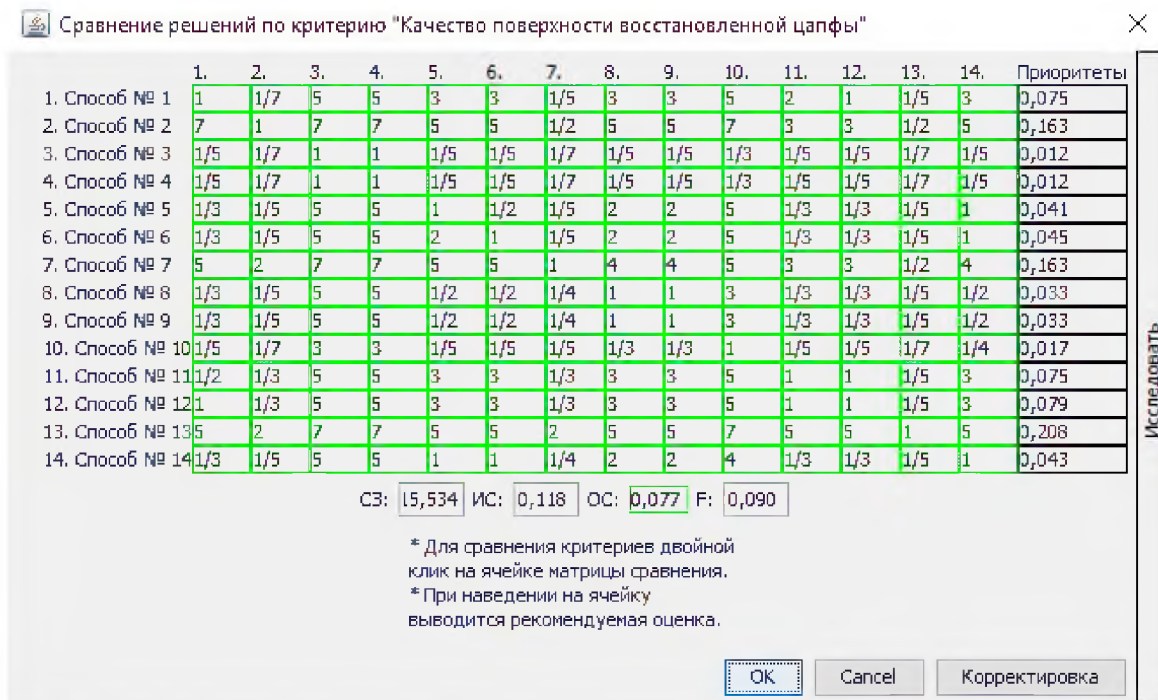 Сравнение решений по критерию "Качество поверхности восстановленной цапфы"
1. 2. 3. 4. 5. 6. 7. 8. 9. 10. 11. 12. 13. 14. Приоритеты
1. Способ № 1 1 1/7 5 5 3 3 1/5 3 3 5 2 1 1/5 3 0,075
2. Способ № 2 7 1 7 7 5 5 1/2 5 5 7 3 3 1/2 5 0,163
3. Способ № 3 1/5 1/7 1 1 1/5 1/5 1/7 1/5 1/5 1/3 1/5 1/5 1/7 1/5 0,012
4. Способ № 4 1/5 1/7 1 1 1/5 1/5 1/7 1/5 1/5 1/3 1/5 1/5 1/7 1/5 0,012
5. Способ № 5 1/3 1/5 5 5 1 1/2 1/5 2 2 5 1/3 1/3 1/5 1 0,041
6. Способ № 6 1/3 1/5 5 5 2 1 1/5 2 2 5 1/3 1/3 1/5 1 0,045
7. Способ № 7 5 2 7 7 5 5 1 4 4 5 3 3 1/2 4 0,163
8. Способ № 8 1/3 1/5 5 5 1/2 1/2 1/4 1 1 3 1/3 1/3 1/5 1/2 0,033
9. Способ № 9 1/3 1/5 5 5 1/2 1/2 1/4 1 1 3 1/3 1/3 1/5 1/2 0,033
10. Способ № 10 1/5 1/7 3 3 1/5 1/5 1/5 1/3 1/3 1 1/5 1/5 1/7 1/4 0,017
11. Способ № 11 1/2 1/3 5 5 3 3 1/3 3 3 5 1 1 1/5 3 0,075
12. Способ № 12 1 1/3 5 5 3 3 1/3 3 3 5 1 1 1/5 3 0,079
13. Способ № 13 5 2 7 7 5 5 2 5 5 7 5 5 1 5 0,208
14. Способ № 14 1/3 1/5 5 5 1 1 1/4 2 2 4 1/3 1/3 1/5 1 0,043
СЗ: 15,534 ИС: 0,118 ОС: 0,077 F: 0,090
* Для сравнения критериев двойной
клик на ячейке матрицы сравнения.
* При наведении на ячейку
выводится рекомендуемая оценка.
OK Cancel Корректировка
Исследовать